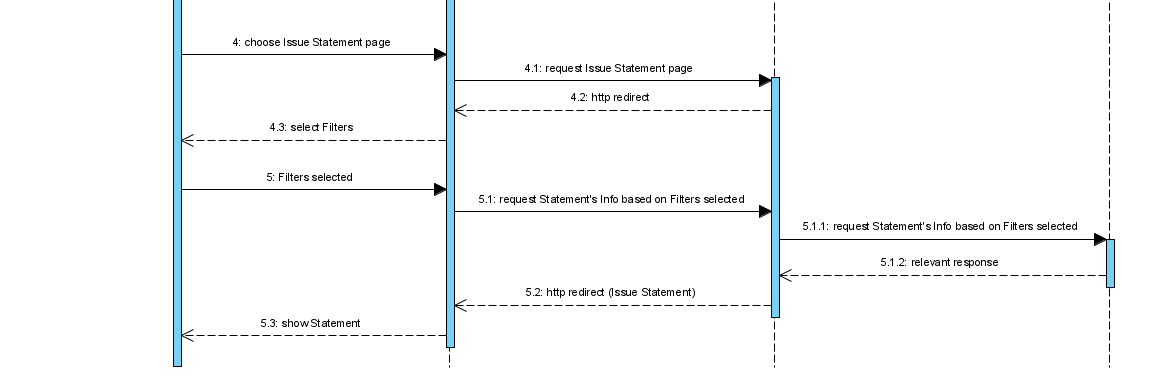 4: choose Issue Statement page
4.1: request Issue Statement page
4.2: http redirect
4.3: select Filters
5: Filters selected
5.1: request Statement's Info based on Filters selected
5.1.1: request Statement's Info based on Filters selected
5.1.2: relevant response
5.2: http redirect (Issue Statement)
5.3: show Statement